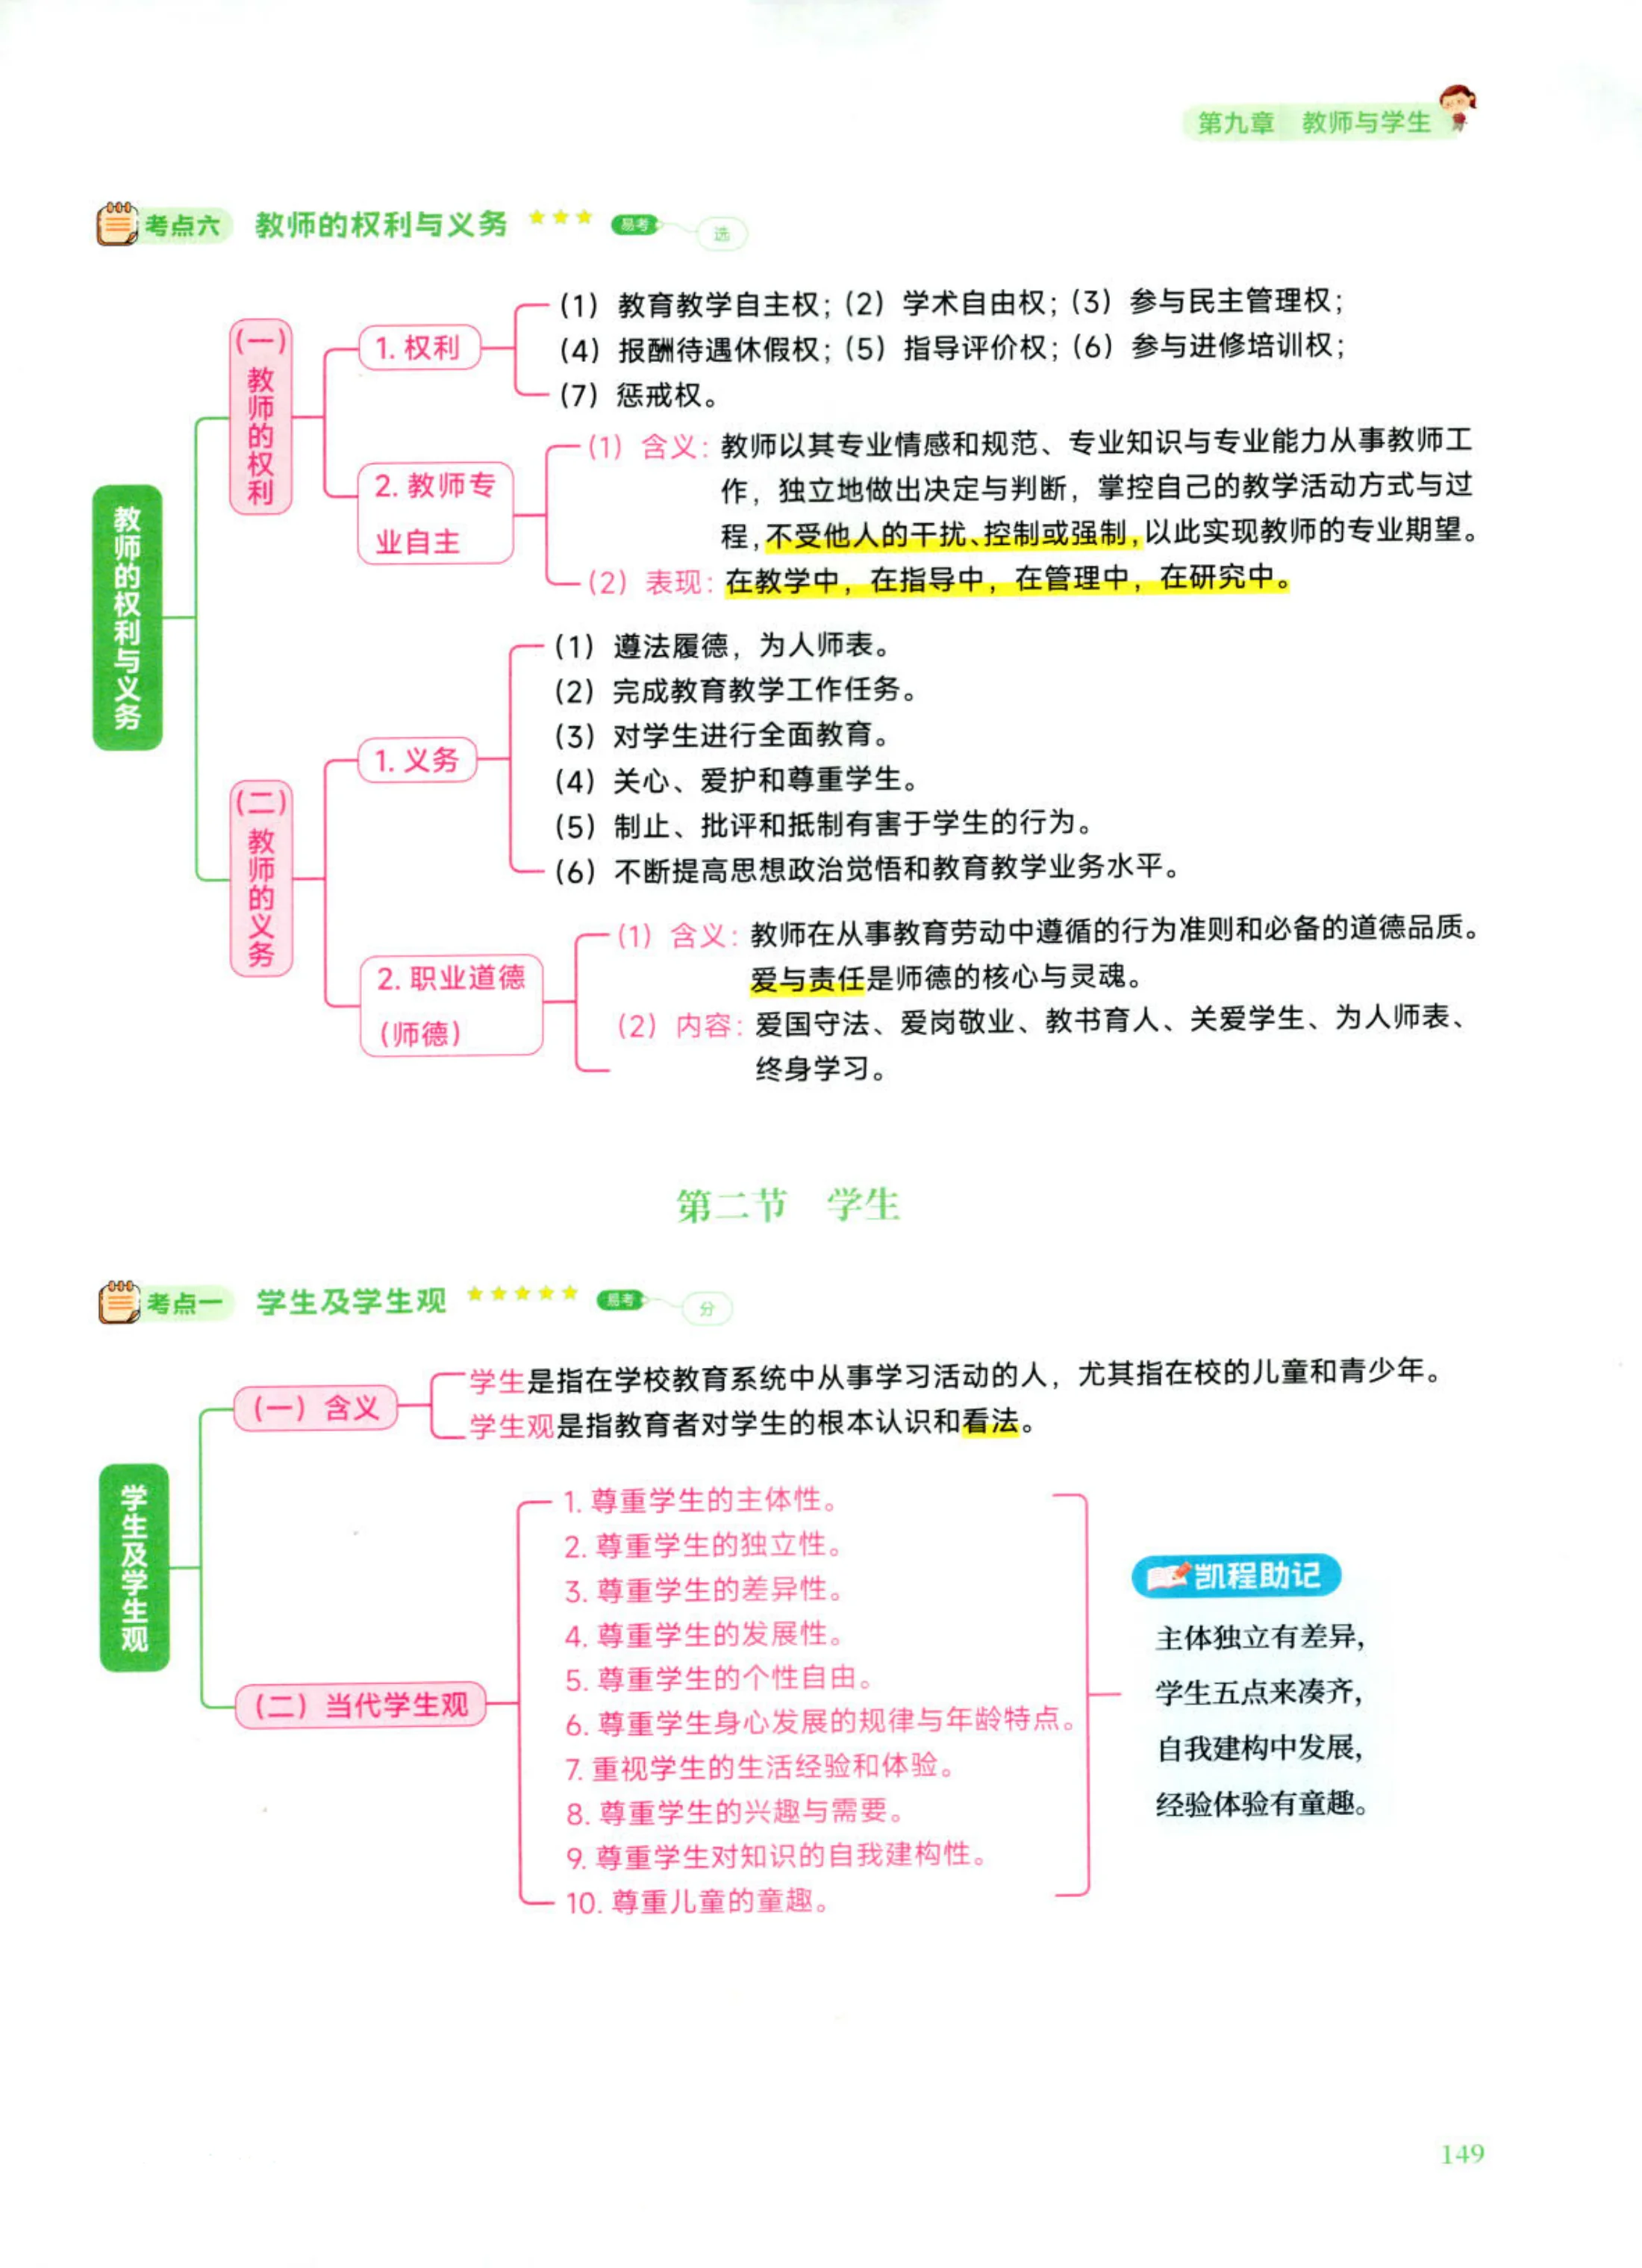 第九章 教师与学生
考点六 教师的权利与义务 易考 选
教师的权利与义务
(一)教师的权利
1. 权利
(1) 教育教学自主权；(2) 学术自由权；(3) 参与民主管理权；
(4) 报酬待遇休假权；(5) 指导评价权；(6) 参与进修培训权；
(7) 惩戒权。
2. 教师专
业自主
(1) 含义：教师以其专业情感和规范、专业知识与专业能力从事教师工
作，独立地做出决定与判断，掌控自己的教学活动方式与过
程，不受他人的干扰、控制或强制，以此实现教师的专业期望。
(2) 表现：在教学中，在指导中，在管理中，在研究中。
(二)教师的义务
1. 义务
(1) 遵法履德，为人师表。
(2) 完成教育教学工作任务。
(3) 对学生进行全面教育。
(4) 关心、爱护和尊重学生。
(5) 制止、批评和抵制有害于学生的行为。
(6) 不断提高思想政治觉悟和教育教学业务水平。
2. 职业道德
(师德)
(1) 含义：教师在从事教育劳动中遵循的行为准则和必备的道德品质。
爱与责任是师德的核心与灵魂。
(2) 内容：爱国守法、爱岗敬业、教书育人、关爱学生、为人师表、
终身学习。
第二节 学生
考点一 学生及学生观 易考 分
学生及学生观
(一) 含义
学生是指在学校教育系统中从事学习活动的人，尤其指在校的儿童和青少年。
学生观是指教育者对学生的根本认识和看法。
(二) 当代学生观
1. 尊重学生的主体性。
2. 尊重学生的独立性。
3. 尊重学生的差异性。
4. 尊重学生的发展性。
5. 尊重学生的个性自由。
6. 尊重学生身心发展的规律与年龄特点。
7. 重视学生的生活经验和体验。
8. 尊重学生的兴趣与需要。
9. 尊重学生对知识的自我建构性。
10. 尊重儿童的童趣。
凯程助记
主体独立有差异，
学生五点来凑齐，
自我建构中发展，
经验体验有童趣。
149